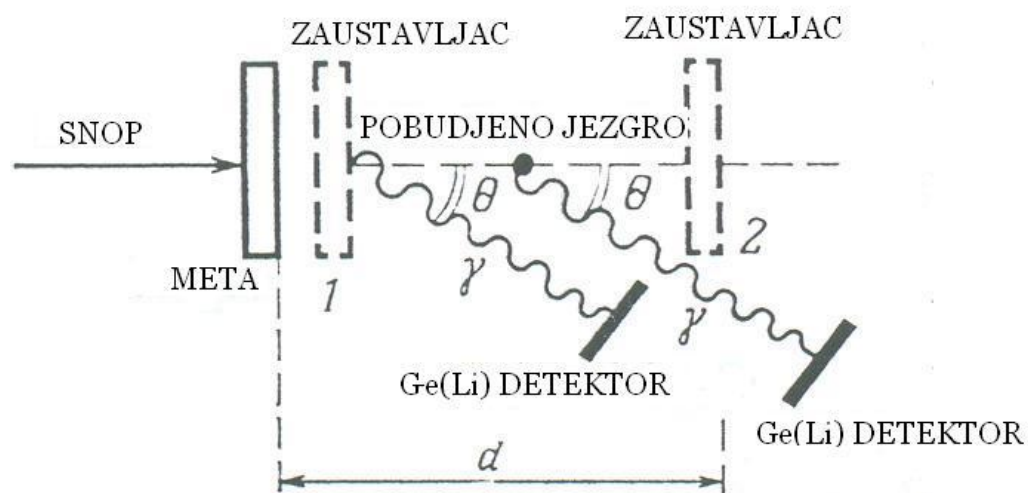 ZAUSTAVLJAC
ZAUSTAVLJAC
SNOP
POBUDJENO JEZGRO
θ
θ
META
1
γ
2
γ
Ge(Li) DETEKTOR
Ge(Li) DETEKTOR
d